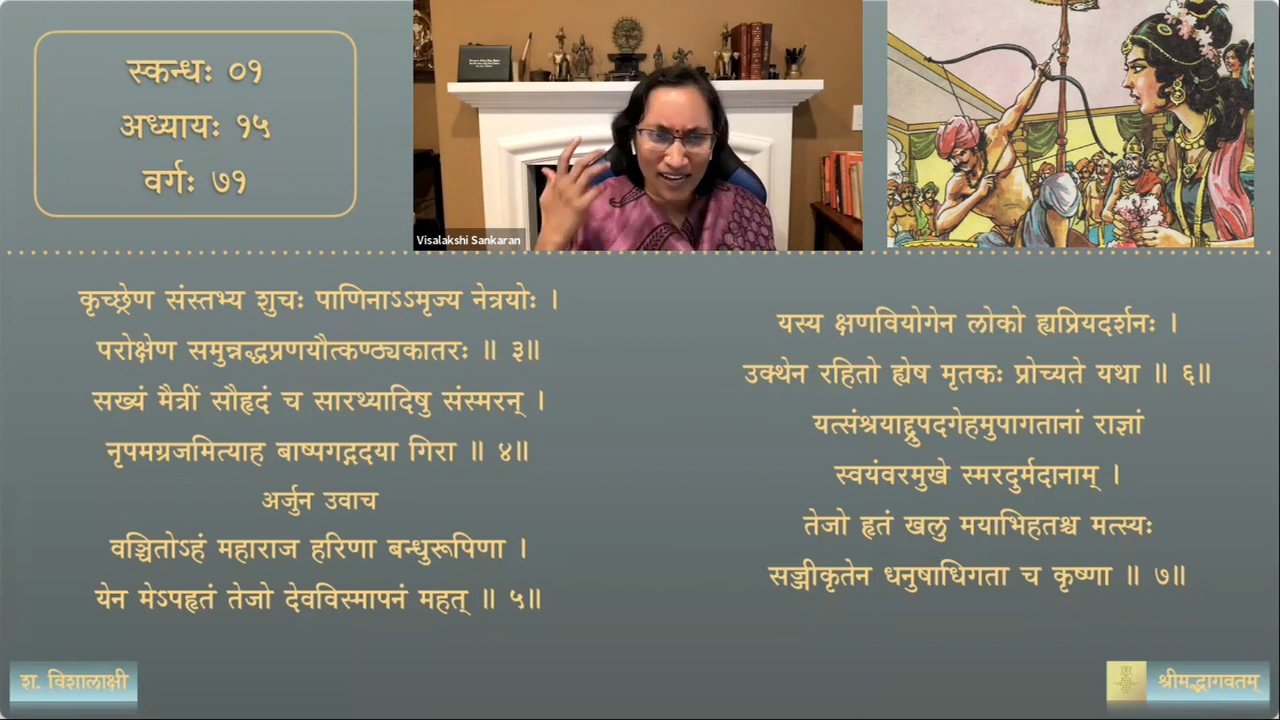 स्कन्धः ०१
अध्यायः १५
वर्गः ७१
Visalakshi Sankaran
कृच्छ्रेण संस्तभ्य शुचः पाणिनाऽऽमृज्य नेत्रयोः ।
परोक्षेण समुन्नद्धप्रणयौत्कण्ठ्यकातरः ॥ ३॥
सख्यं मैत्रीं सौहृदं च सारथ्यादिषु संस्मरन् ।
नृपमग्रजमित्याह बाष्पगद्गदया गिरा ॥ ४॥
अर्जुन उवाच
वञ्चितोऽहं महाराज हरिणा बन्धुरूपिणा ।
येन मेऽपहृतं तेजो देवविस्मापनं महत् ॥ ५॥
यस्य क्षणवियोगेन लोको ह्यप्रियदर्शनः ।
उक्थेन रहितो ह्येष मृतकः प्रोच्यते यथा ॥ ६॥
यत्संश्रयाद्द्रुपदगेहमुपागतानां राज्ञां
स्वयंवरमुखे स्मरदुर्मदानाम् ।
तेजो हृतं खलु मयाभिहतश्च मत्स्यः
सज्जीकृतेन धनुषाधिगता च कृष्णा ॥ ७॥
श. विशालाक्षी
श्रीमद्भागवतम्